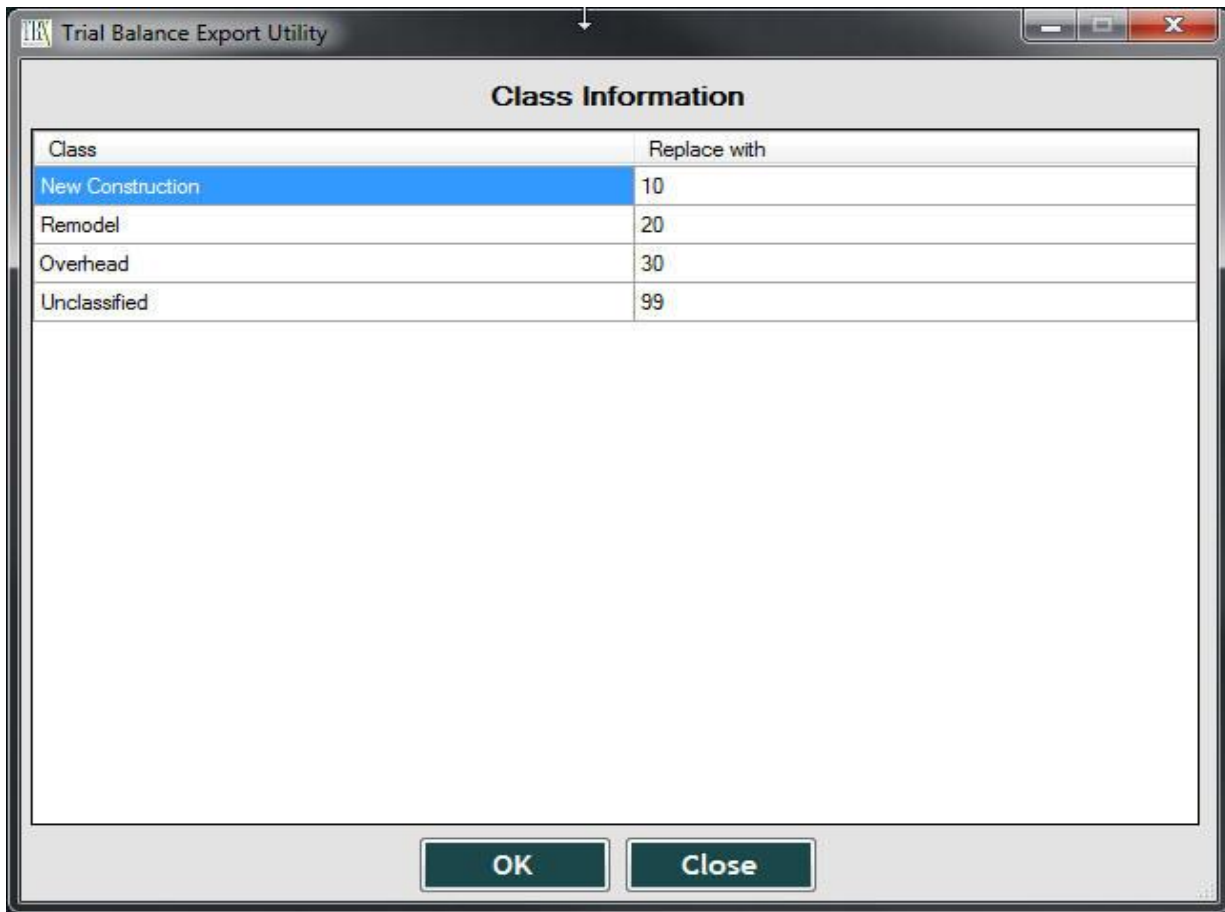 Trial Balance Export Utility
Class Information
Class Replace with
New Construction 10
Remodel 20
Overhead 30
Unclassified 99
OK Close